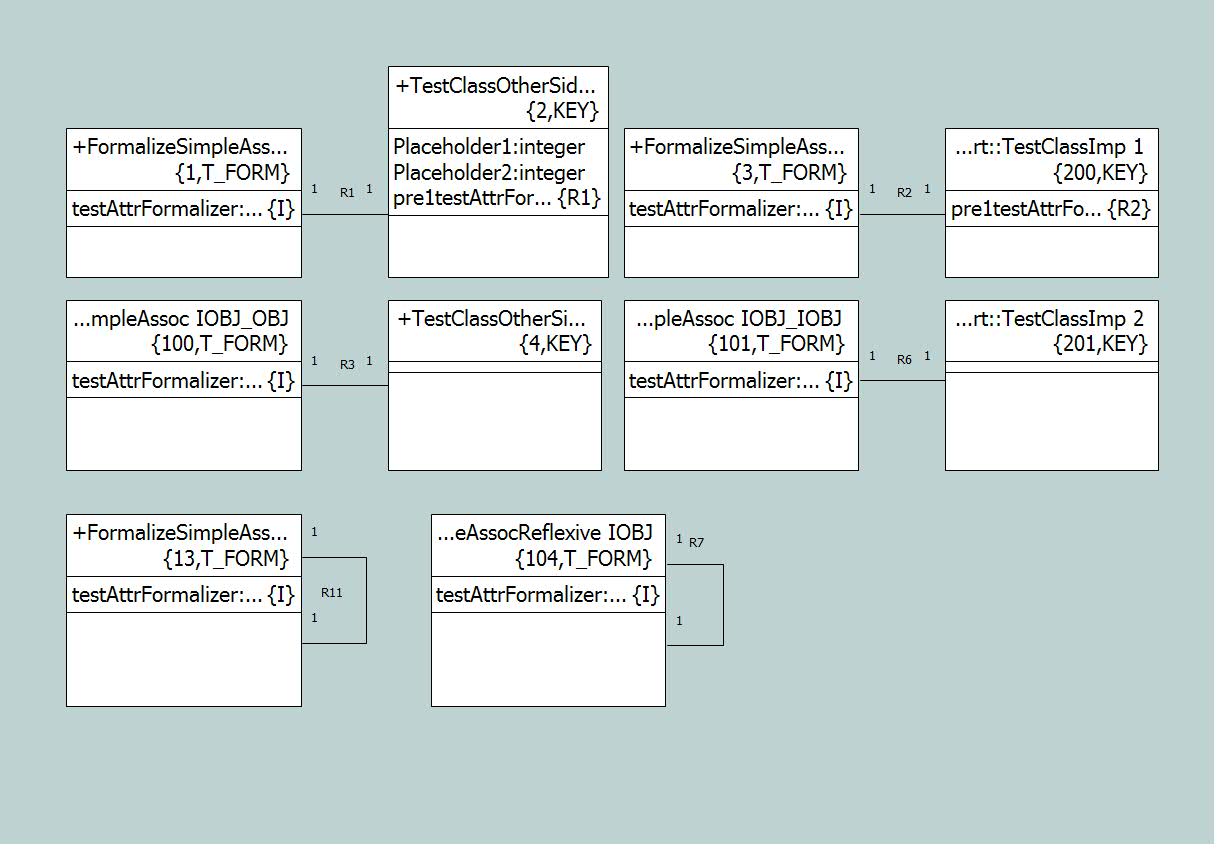 +TestClassOtherSid...
{2,KEY}
Placeholder1:integer
Placeholder2:integer
pre1testAttrFor... {R1}
+FormalizeSimpleAss...
{1,T_FORM}
testAttrFormalizer:... {I}
1 R1 1
+FormalizeSimpleAss...
{3,T_FORM}
testAttrFormalizer:... {I}
1 R2 1
...rt::TestClassImp 1
{200,KEY}
pre1testAttrFo... {R2}
...mpleAssoc IOBJ_OBJ
{100,T_FORM}
testAttrFormalizer:... {I}
1 R3 1
+TestClassOtherSi...
{4,KEY}
...pleAssoc IOBJ_IOBJ
{101,T_FORM}
testAttrFormalizer:... {I}
1 R6 1
...rt::TestClassImp 2
{201,KEY}
+FormalizeSimpleAss...
{13,T_FORM}
testAttrFormalizer:... {I}
1
R11
1
...eAssocReflexive IOBJ
{104,T_FORM}
testAttrFormalizer:... {I}
1 R7
1